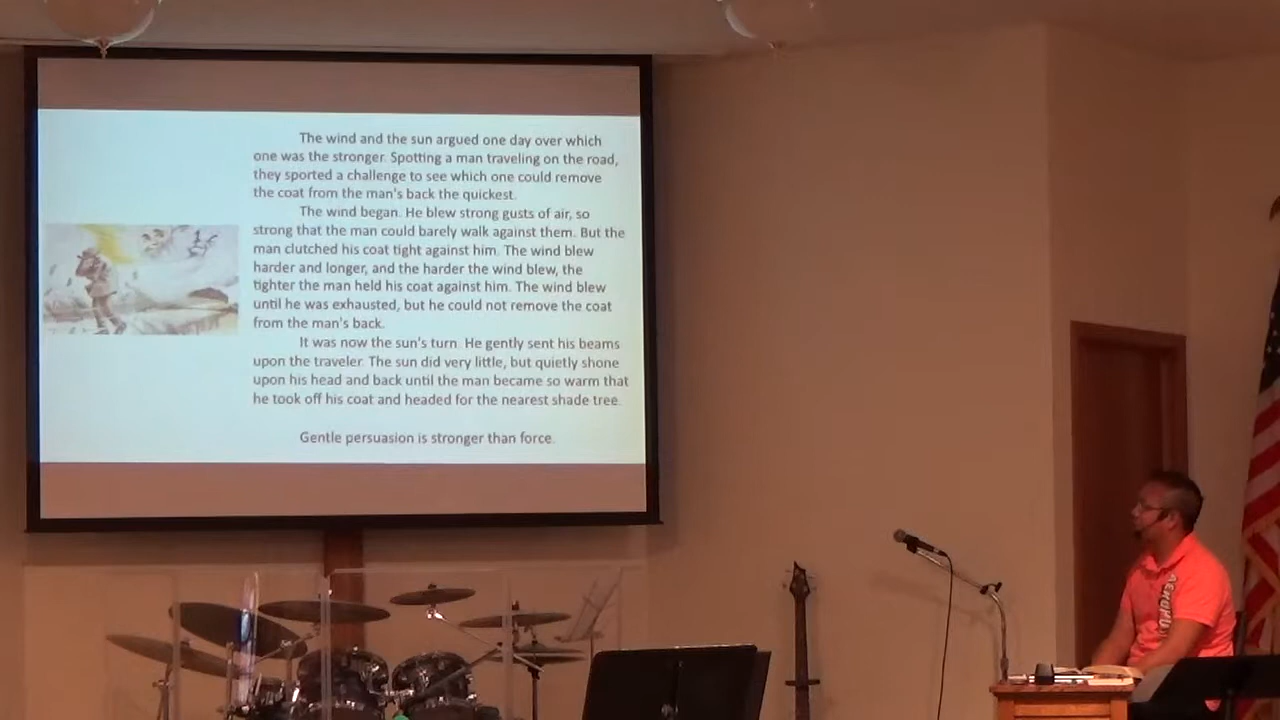 The wind and the sun argued one day over which
one was the stronger. Spotting a man traveling on the road,
they sported a challenge to see which one could remove
the coat from the man's back the quickest.
The wind began. He blew strong gusts of air, so
strong that the man could barely walk against them. But the
man clutched his coat tight against him. The wind blew
harder and longer, and the harder the wind blew, the
tighter the man held his coat against him. The wind blew
until he was exhausted, but he could not remove the coat
from the man's back.
It was now the sun's turn. He gently sent his beams
upon the traveler. The sun did very little, but quietly shone
upon his head and back until the man became so warm that
he took off his coat and headed for the nearest shade tree.
Gentle persuasion is stronger than force.